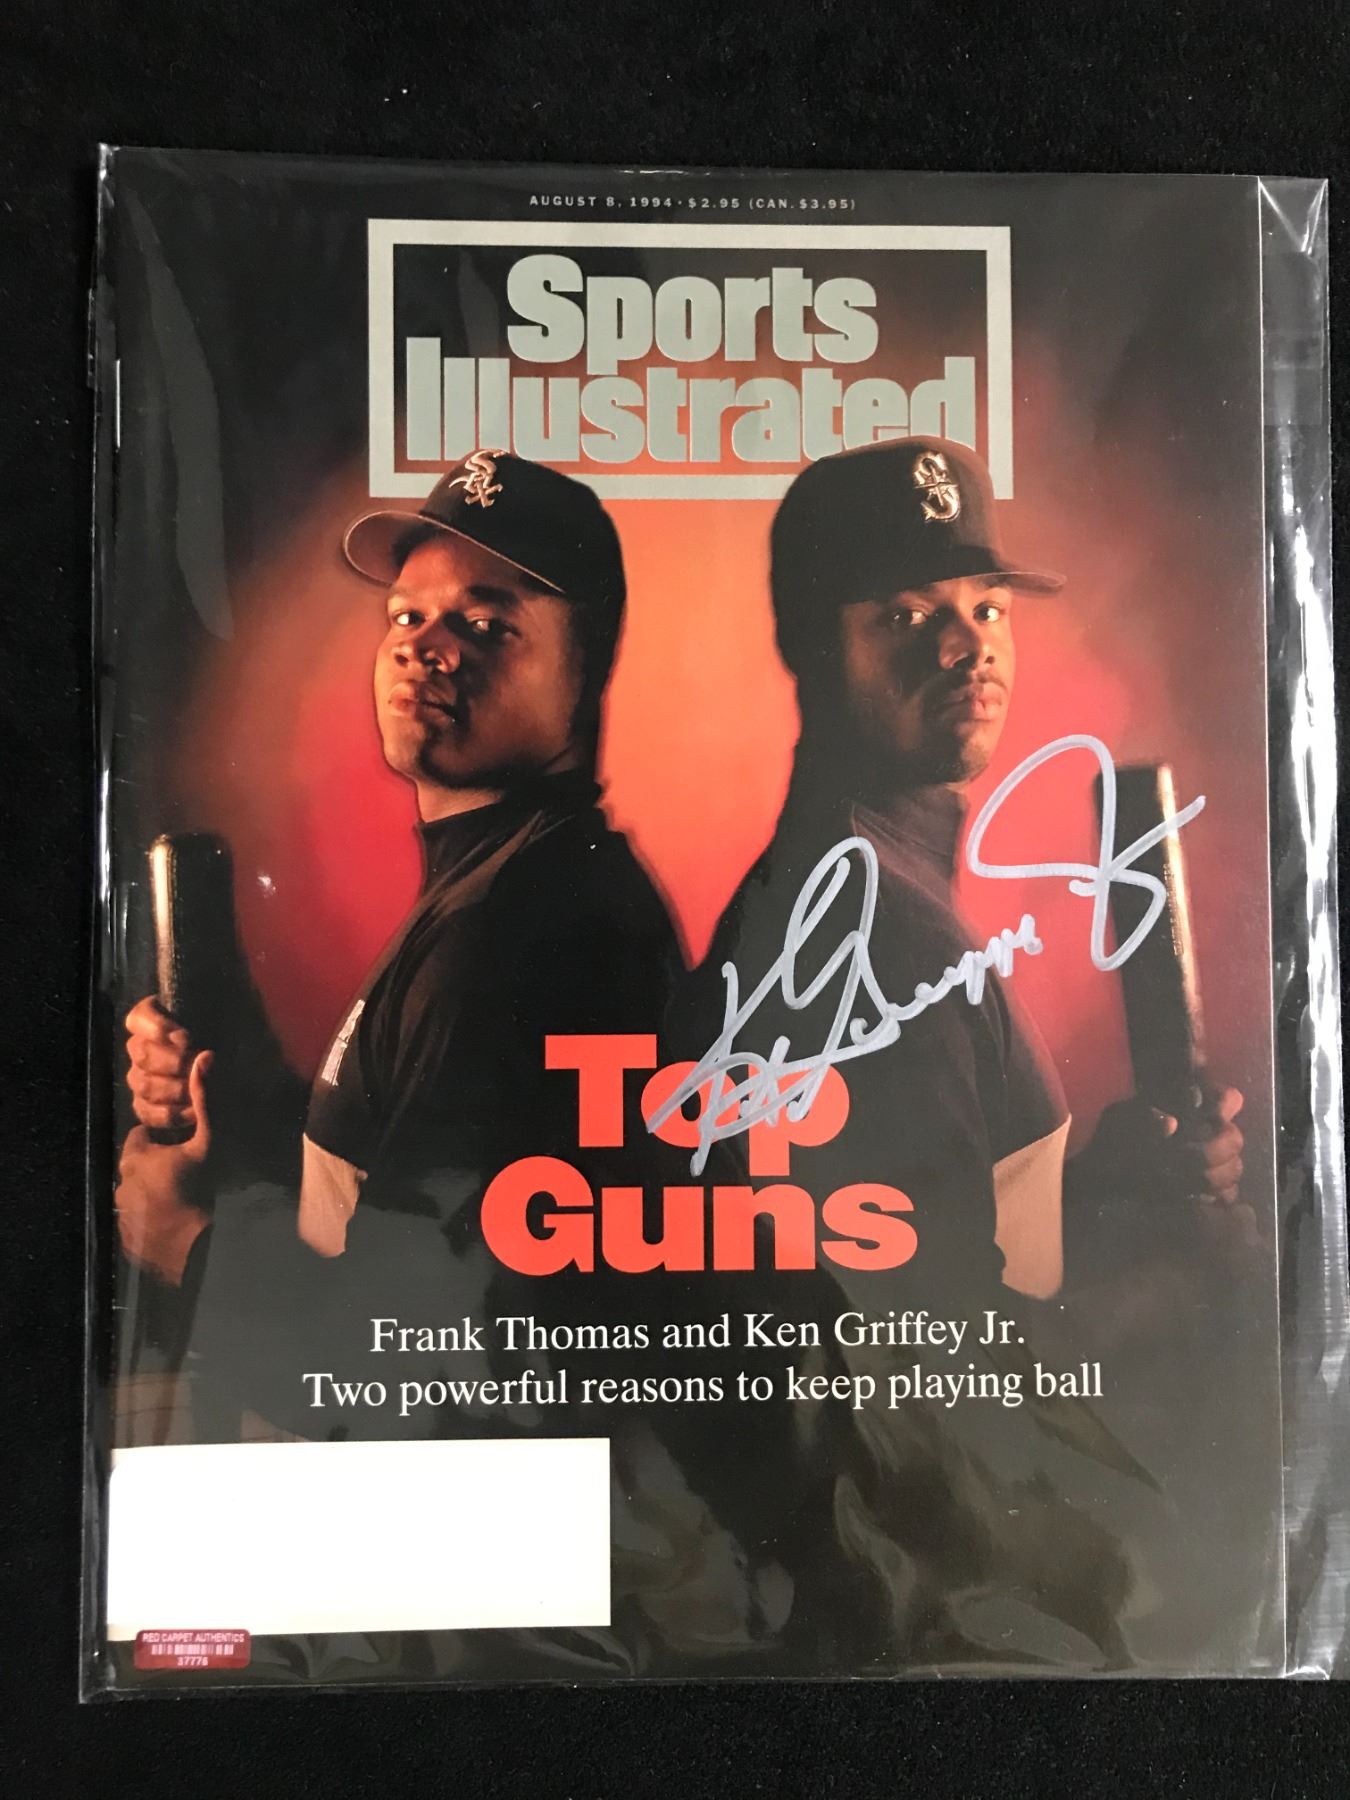 AUGUST 8, 1994 · $2.95 (CAN. $3.95)
Sports
Illustrated
Top
Guns
Frank Thomas and Ken Griffey Jr.
Two powerful reasons to keep playing ball
RED CARPET AUTHENTICS
37776